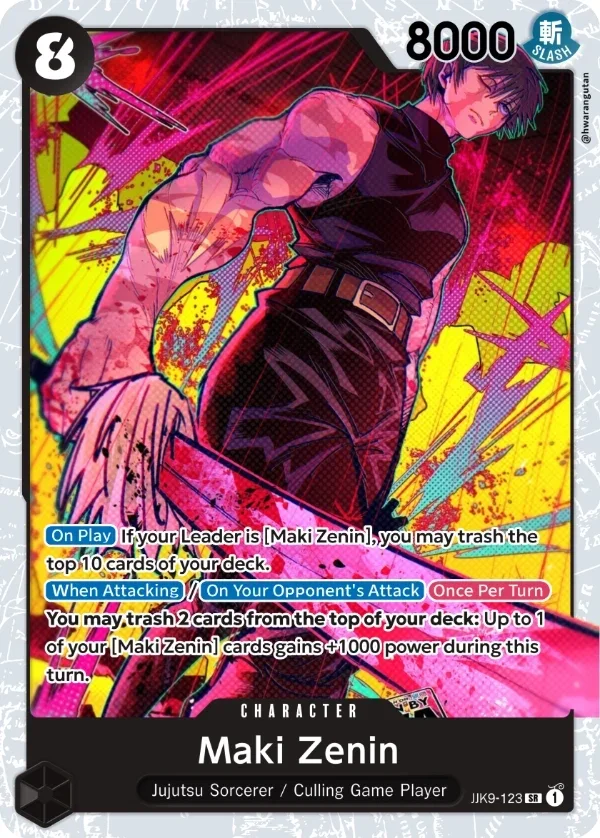 8
8000
斬
SLASH
@hwarangutan
On Play If your Leader is [Maki Zenin], you may trash the
top 10 cards of your deck.
When Attacking / On Your Opponent's Attack Once Per Turn
You may trash 2 cards from the top of your deck: Up to 1
of your [Maki Zenin] cards gains +1000 power during this
turn.
CHARACTER
Maki Zenin
Jujutsu Sorcerer / Culling Game Player
JJK9-123 SR 1